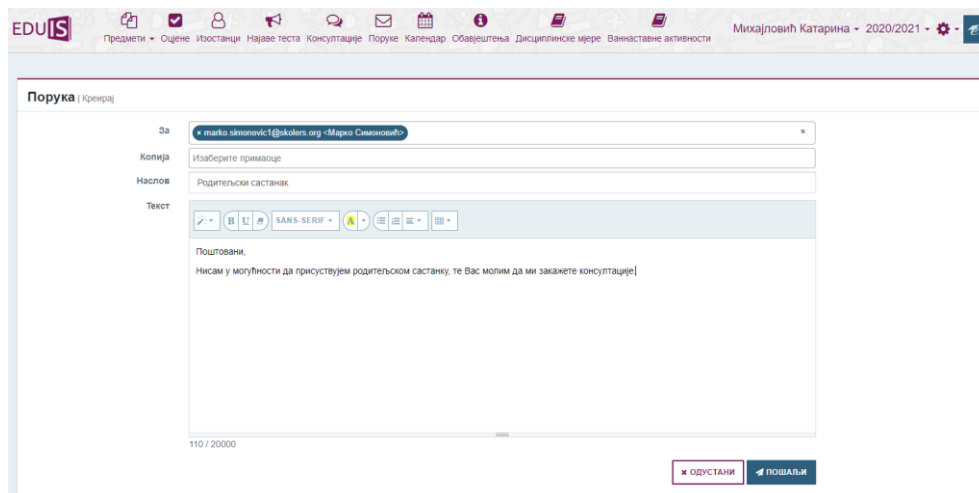 EDUIS
Предмети Оцјене Изостанци Најаве теста Консултације Поруке Календар Обавјештења Дисциплинске мјере Ваннаставне активности
Михајловић Катарина 2020/2021
Порука | Креирај
За
× marko.simonovic1@skolers.org <Марко Симоновић>
×
Копија
Изаберите примаоце
Наслов
Родитељски састанак
Текст
B U SANS-SERIF A
Поштовани,
Нисам у могућности да присуствујем родитељском састанку, те Вас молим да ми закажете консултације
110 / 20000
× ОДУСТАНИ
ПОШАЉИ